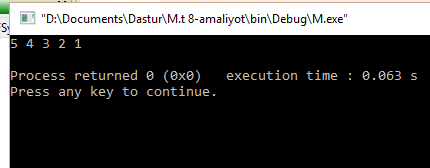 "D:\Documents\Dastur\M.t 8-amaliyot\bin\Debug\M.exe"
5 4 3 2 1
Process returned 0 (0x0)   execution time : 0.063 s
Press any key to continue.